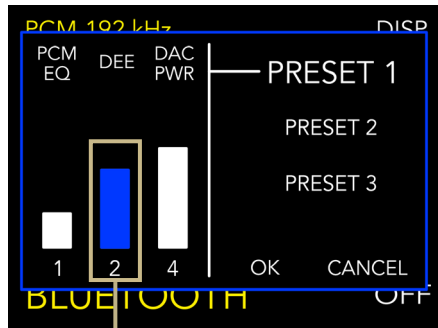 PCM 192 kHz DISP
PCM EQ DEE DAC PWR PRESET 1
PRESET 2
PRESET 3
1 2 4 OK CANCEL
BLUETOOTH OFF